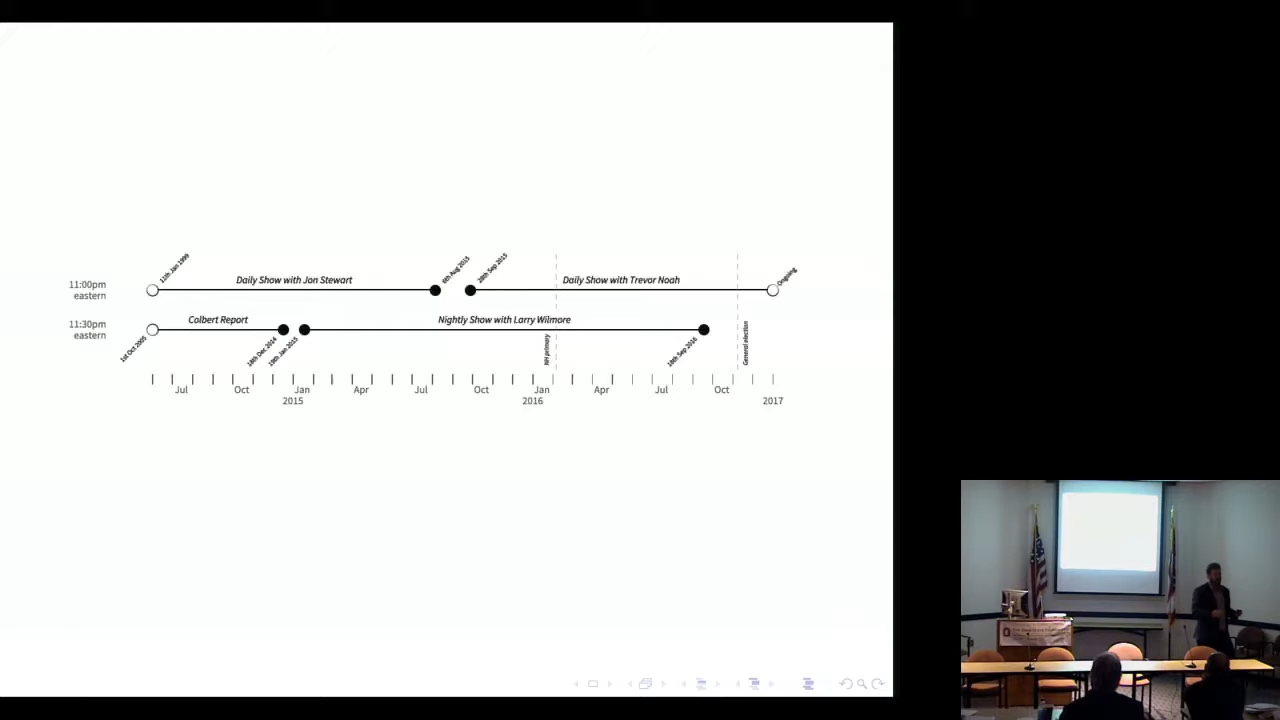 11th Jan 1999
6th Aug 2015
28th Sep 2015
Ongoing
11:00pm
eastern
Daily Show with Jon Stewart
Daily Show with Trevor Noah
11:30pm
eastern
Colbert Report
Nightly Show with Larry Wilmore
1st Oct 2005
18th Dec 2014
19th Jan 2015
NH primary
18th Sep 2016
General election
Jul Oct Jan Apr Jul Oct Jan Apr Jul Oct
2015 2016 2017